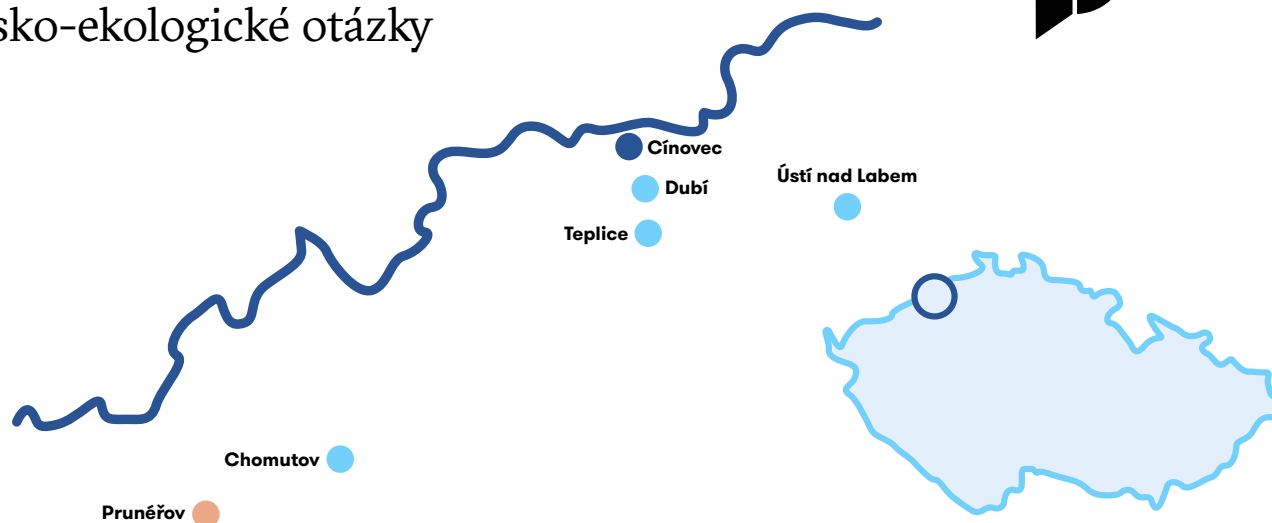 sko-ekologické otázky
Cínovec
Dubí
Ústí nad Labem
Teplice
Chomutov
Prunéřov